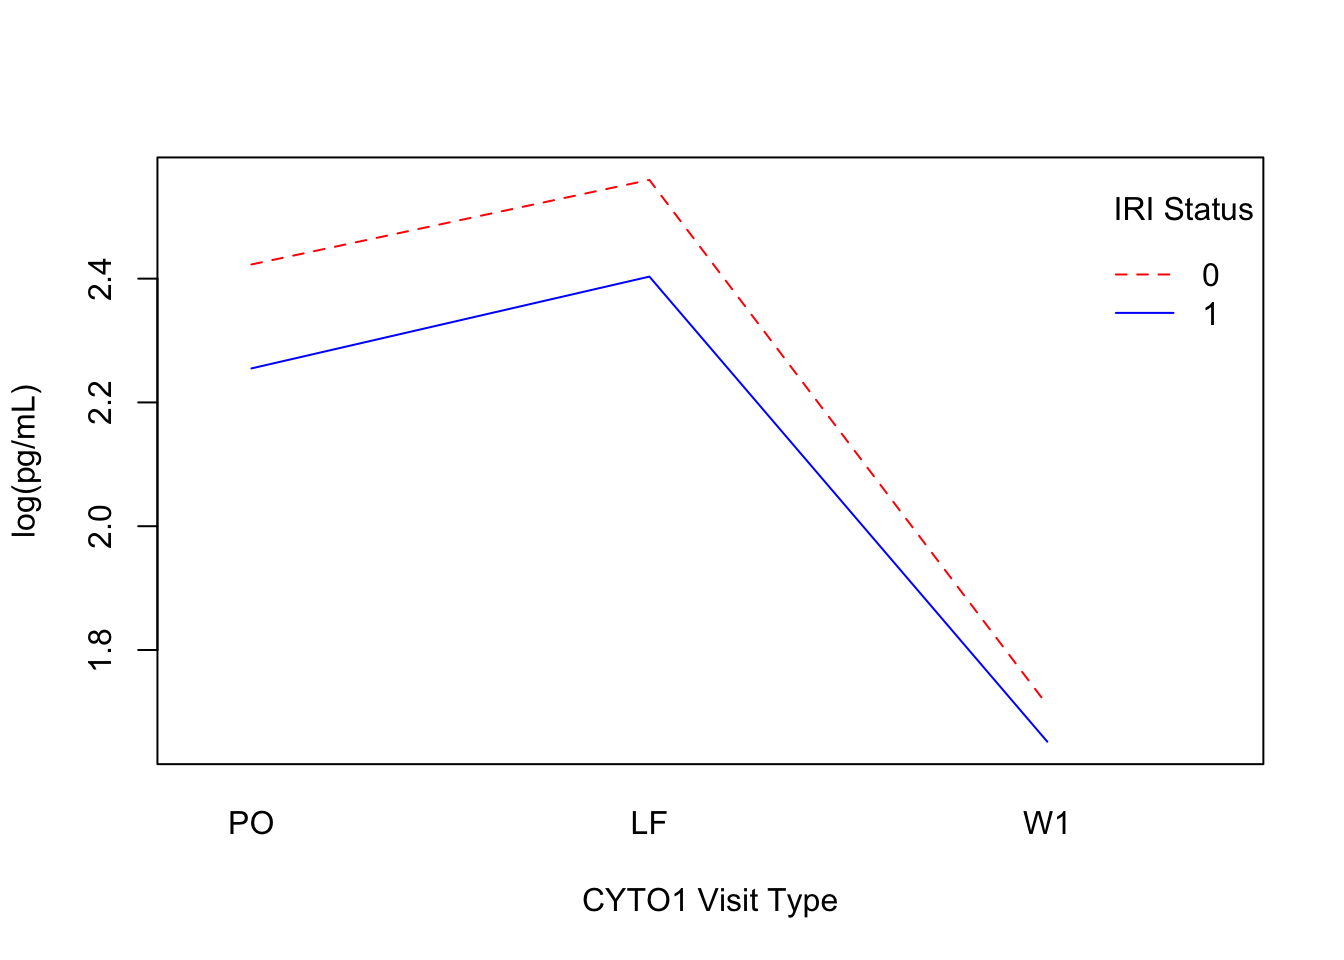 IRI Status
0
1
log(pg/mL)
2.4
2.2
2.0
1.8
PO LF W1
CYTO1 Visit Type